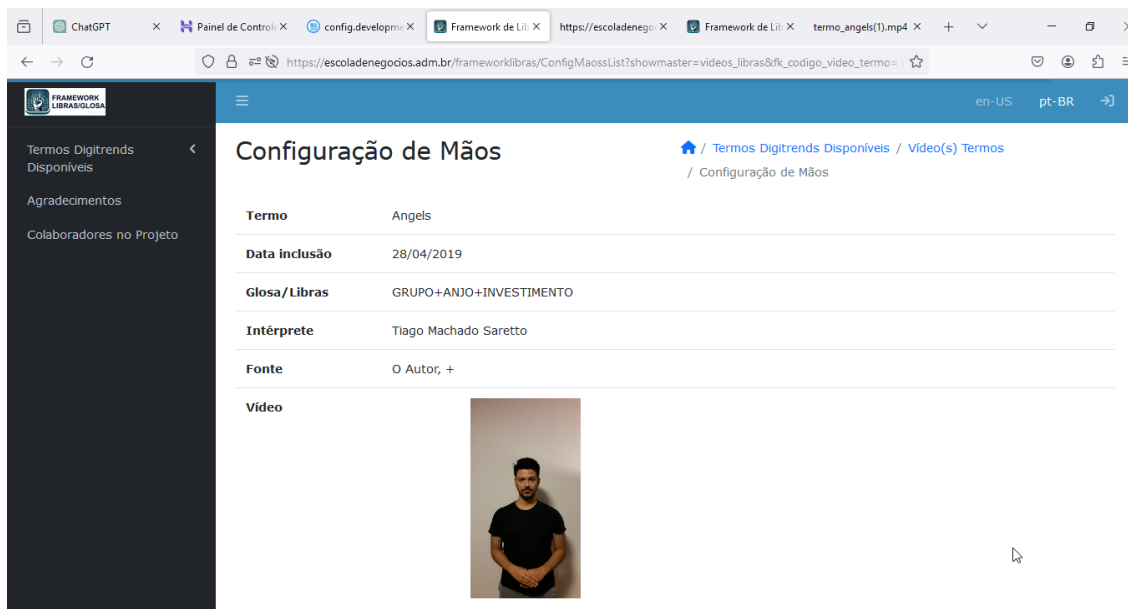 ChatGPT
Painel de Controle
config.developme
Framework de Lib
https://escoladenegoc
Framework de Lib
termo_angels(1).mp4
https://escoladenegocios.adm.br/frameworklibras/ConfigMaossList?showmaster=videos_libras&fk_codigo_video_termo=
FRAMEWORK
LIBRAS/GLOSA
en-US pt-BR
Termos Digitrends
Disponíveis
Agradecimentos
Colaboradores no Projeto
Configuração de Mãos
/ Termos Digitrends Disponíveis / Vídeo(s) Termos
/ Configuração de Mãos
Termo Angels
Data inclusão 28/04/2019
Glosa/Libras GRUPO+ANJO+INVESTIMENTO
Intérprete Tiago Machado Saretto
Fonte O Autor, +
Vídeo